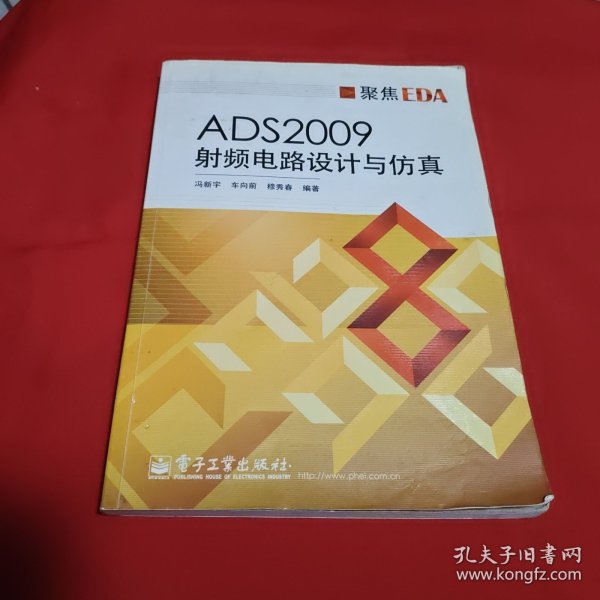 聚焦EDA
ADS2009
射频电路设计与仿真
冯新宇 车向前 穆秀春 编著
電子工業出版社
PUBLISHING HOUSE OF ELECTRONICS INDUSTRY
http://www.phei.com.cn
孔夫子旧书网
www.kongfz.com